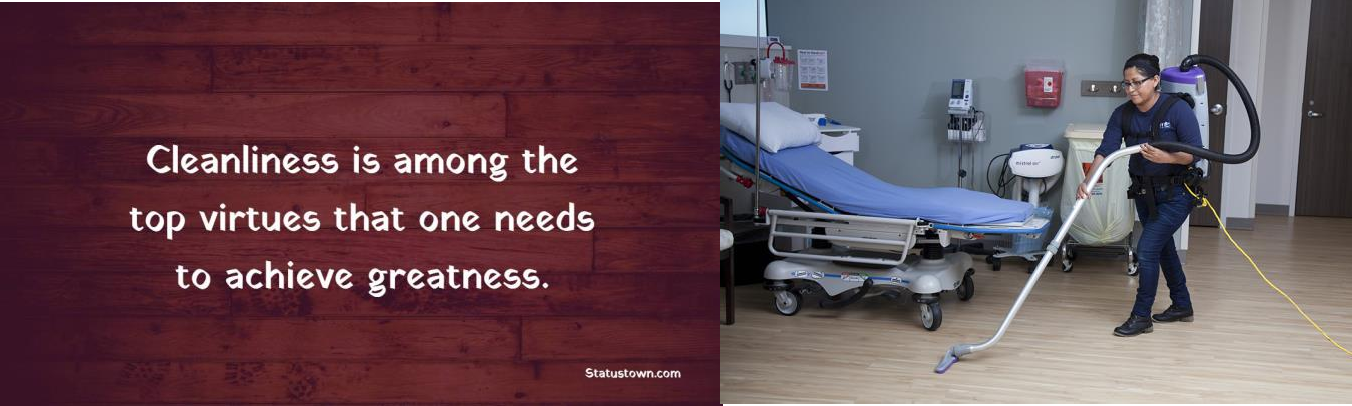 Cleanliness is among the
top virtues that one needs
to achieve greatness.
Statustown.com